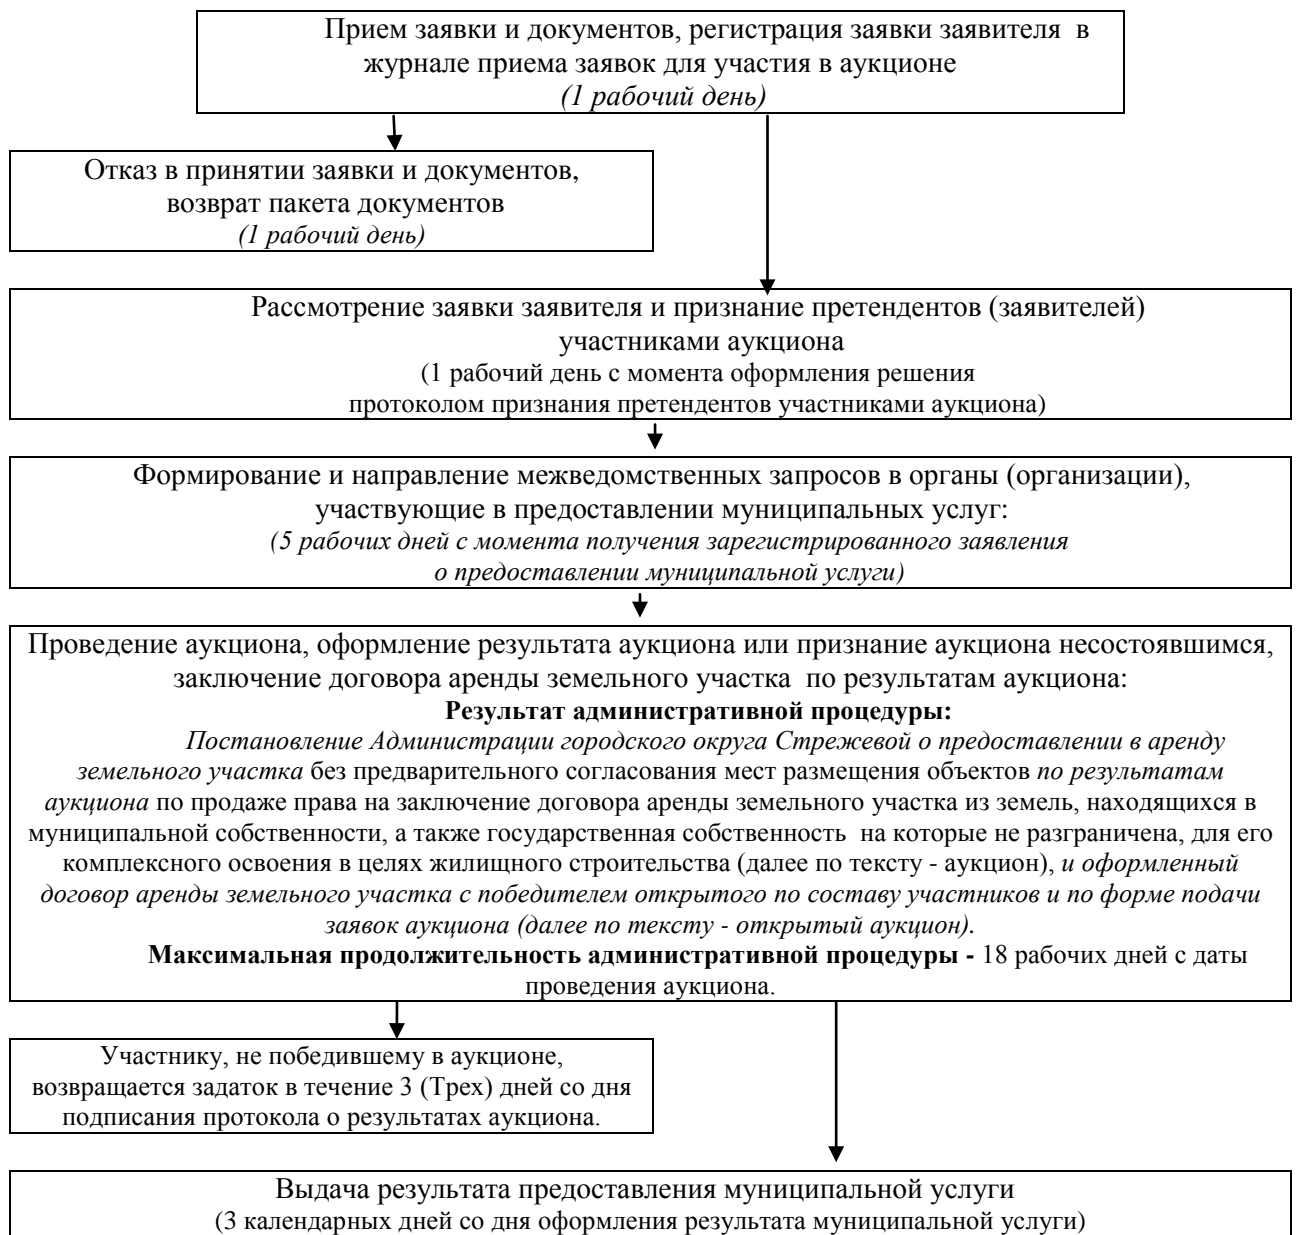 Прием заявки и документов, регистрация заявки заявителя в
журнале приема заявок для участия в аукционе
(1 рабочий день)
Отказ в принятии заявки и документов,
возврат пакета документов
(1 рабочий день)
Рассмотрение заявки заявителя и признание претендентов (заявителей)
участниками аукциона
(1 рабочий день с момента оформления решения
протоколом признания претендентов участниками аукциона)
Формирование и направление межведомственных запросов в органы (организации),
участвующие в предоставлении муниципальных услуг:
(5 рабочих дней с момента получения зарегистрированного заявления
о предоставлении муниципальной услуги)
Проведение аукциона, оформление результата аукциона или признание аукциона несостоявшимся,
заключение договора аренды земельного участка по результатам аукциона:
Результат административной процедуры:
Постановление Администрации городского округа Стрежевой о предоставлении в аренду
земельного участка без предварительного согласования мест размещения объектов по результатам
аукциона по продаже права на заключение договора аренды земельного участка из земель, находящихся в
муниципальной собственности, а также государственная собственность на которые не разграничена, для его
комплексного освоения в целях жилищного строительства (далее по тексту - аукцион), и оформленный
договор аренды земельного участка с победителем открытого по составу участников и по форме подачи
заявок аукциона (далее по тексту - открытый аукцион).
Максимальная продолжительность административной процедуры - 18 рабочих дней с даты
проведения аукциона.
Участнику, не победившему в аукционе,
возвращается задаток в течение 3 (Трех) дней со дня
подписания протокола о результатах аукциона.
Выдача результата предоставления муниципальной услуги
(3 календарных дней со дня оформления результата муниципальной услуги)